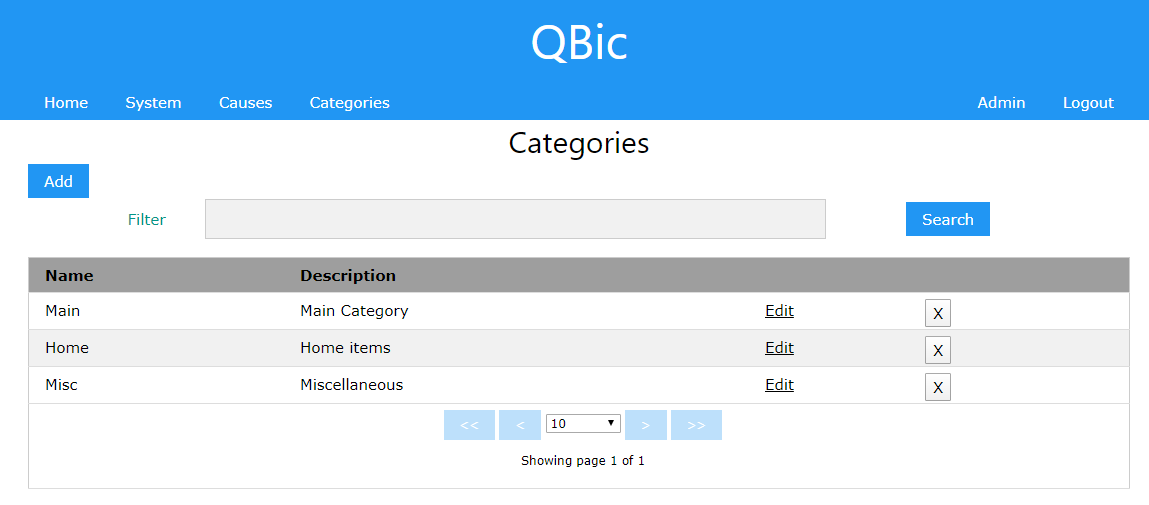 QBic
Home System Causes Categories Admin Logout
Categories
Add
Filter Search
Name Description
Main Main Category Edit X
Home Home items Edit X
Misc Miscellaneous Edit X
<< < 10 > >>
Showing page 1 of 1